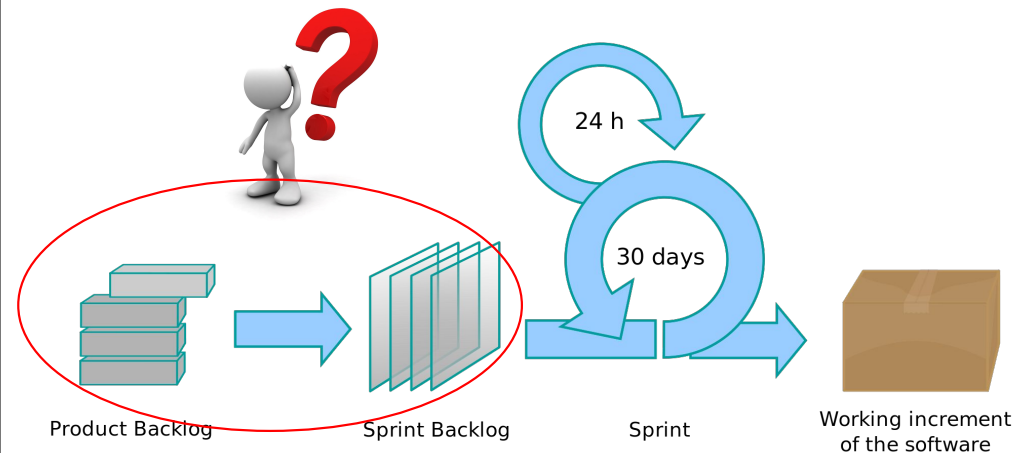 24 h
30 days
Product Backlog
Sprint Backlog
Sprint
Working increment
of the software